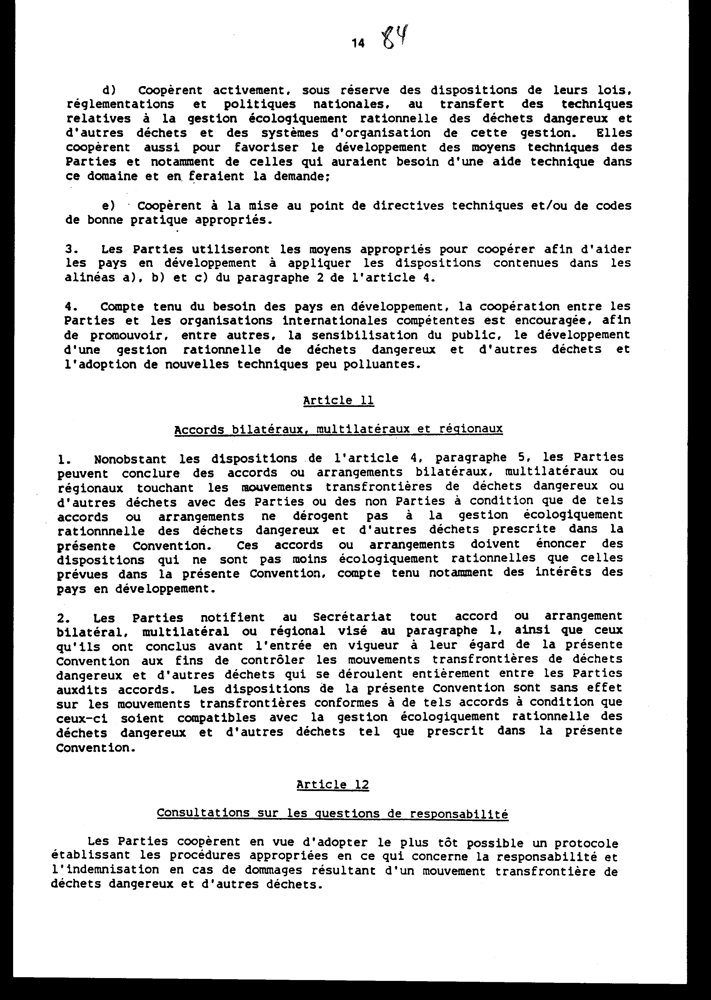 14 84
d) Coopèrent activement, sous réserve des dispositions de leurs lois,
réglementations et politiques nationales, au transfert des techniques
relatives à la gestion écologiquement rationnelle des déchets dangereux et
d'autres déchets et des systèmes d'organisation de cette gestion. Elles
coopèrent aussi pour favoriser le développement des moyens techniques des
Parties et notamment de celles qui auraient besoin d'une aide technique dans
ce domaine et en feraient la demande;
e) Coopèrent à la mise au point de directives techniques et/ou de codes
de bonne pratique appropriés.
3. Les Parties utiliseront les moyens appropriés pour coopérer afin d'aider
les pays en développement à appliquer les dispositions contenues dans les
alinéas a), b) et c) du paragraphe 2 de l'article 4.
4. Compte tenu du besoin des pays en développement, la coopération entre les
Parties et les organisations internationales compétentes est encouragée, afin
de promouvoir, entre autres, la sensibilisation du public, le développement
d'une gestion rationnelle de déchets dangereux et d'autres déchets et
l'adoption de nouvelles techniques peu polluantes.
Article 11
Accords bilatéraux, multilatéraux et régionaux
1. Nonobstant les dispositions de l'article 4, paragraphe 5, les Parties
peuvent conclure des accords ou arrangements bilatéraux, multilatéraux ou
régionaux touchant les mouvements transfrontières de déchets dangereux ou
d'autres déchets avec des Parties ou des non Parties à condition que de tels
accords ou arrangements ne dérogent pas à la gestion écologiquement
rationnnelle des déchets dangereux et d'autres déchets prescrite dans la
présente Convention. Ces accords ou arrangements doivent énoncer des
dispositions qui ne sont pas moins écologiquement rationnelles que celles
prévues dans la présente Convention, compte tenu notamment des intérêts des
pays en développement.
2. Les Parties notifient au Secrétariat tout accord ou arrangement
bilatéral, multilatéral ou régional visé au paragraphe 1, ainsi que ceux
qu'ils ont conclus avant l'entrée en vigueur à leur égard de la présente
Convention aux fins de contrôler les mouvements transfrontières de déchets
dangereux et d'autres déchets qui se déroulent entièrement entre les Parties
auxdits accords. Les dispositions de la présente Convention sont sans effet
sur les mouvements transfrontières conformes à de tels accords à condition que
ceux-ci soient compatibles avec la gestion écologiquement rationnelle des
déchets dangereux et d'autres déchets tel que prescrit dans la présente
Convention.
Article 12
Consultations sur les questions de responsabilité
Les Parties coopèrent en vue d'adopter le plus tôt possible un protocole
établissant les procédures appropriées en ce qui concerne la responsabilité et
l'indemnisation en cas de dommages résultant d'un mouvement transfrontière de
déchets dangereux et d'autres déchets.